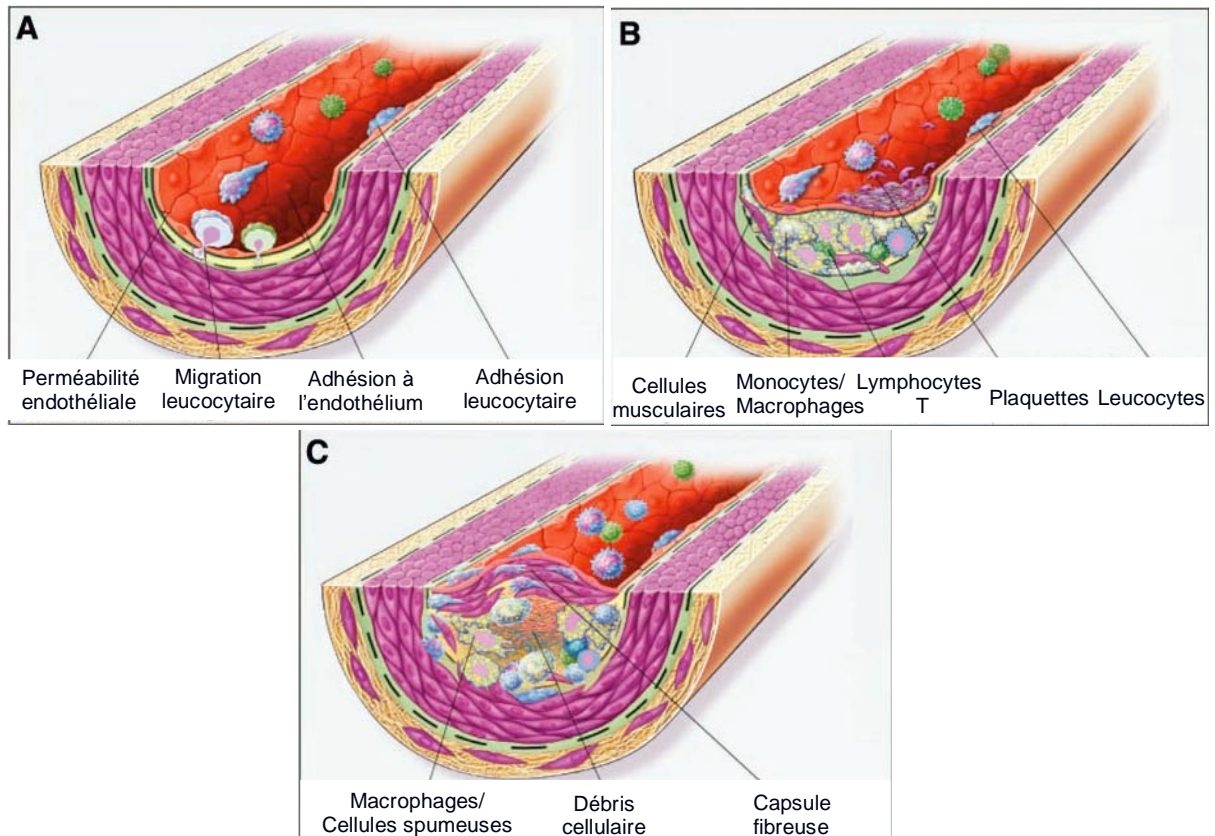 A
Perméabilité
endothéliale
Migration
leucocytaire
Adhésion à
l'endothélium
Adhésion
leucocytaire
B
Cellules
musculaires
Monocytes/
Macrophages
Lymphocytes
T
Plaquettes
Leucocytes
C
Macrophages/
Cellules spumeuses
Débris
cellulaire
Capsule
fibreuse